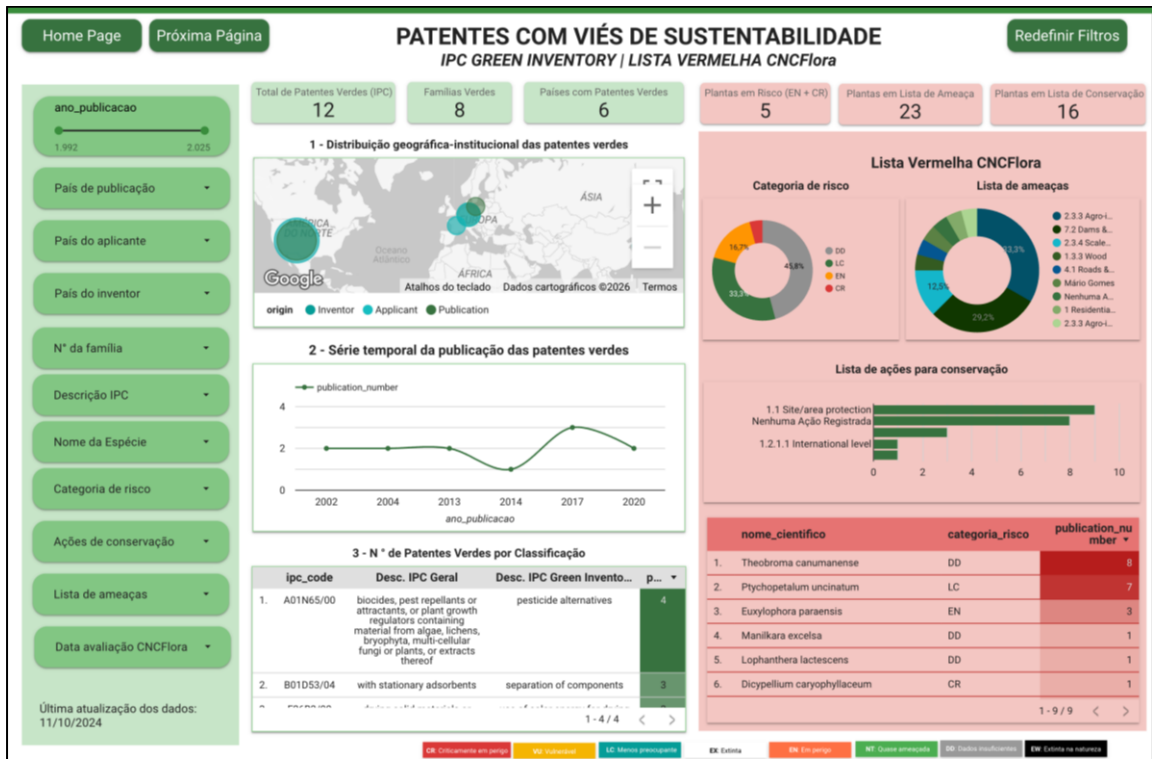 Home Page
Próxima Página
PATENTES COM VIÉS DE SUSTENTABILIDADE
IPC GREEN INVENTORY | LISTA VERMELHA CNCFlora
Redefinir Filtros
ano_publicacao
1.992 2.025
País de publicação
País do aplicante
País do inventor
N° da família
Descrição IPC
Nome da Espécie
Categoria de risco
Ações de conservação
Lista de ameaças
Data avaliação CNCFlora
Última atualização dos dados:
11/10/2024
Total de Patentes Verdes (IPC)
12
Famílias Verdes
8
Países com Patentes Verdes
6
Plantas em Risco (EN + CR)
5
Plantas em Lista de Ameaça
23
Plantas em Lista de Conservação
16
1 - Distribuição geográfica-institucional das patentes verdes
AMÉRICA
DO NORTE
Oceano
Atlântico
OPA
ÁSIA
ÁFRICA
Google
Atalhos do teclado Dados cartográficos ©2026 Termos
origin Inventor Applicant Publication
2 - Série temporal da publicação das patentes verdes
publication_number
4
2
0
2002 2004 2013 2014 2017 2020
ano_publicacao
3 - N ° de Patentes Verdes por Classificação
ipc_code Desc. IPC Geral Desc. IPC Green Invento... p...
1. A01N65/00 biocides, pest repellants or pesticide alternatives 4
attractants, or plant growth
regulators containing
material from algae, lichens,
bryophyta, multi-cellular
fungi or plants, or extracts
thereof
2. B01D53/04 with stationary adsorbents separation of components 3
1 - 4 / 4
Lista Vermelha CNCFlora
Categoria de risco
16,7%
45,8%
33,3%
DD
LC
EN
CR
Lista de ameaças
33,3%
12,5%
29,2%
2.3.3 Agro-i...
7.2 Dams &...
2.3.4 Scale...
1.3.3 Wood
4.1 Roads &...
Mário Gomes
Nenhuma A...
1 Residentia...
2.3.3 Agro-i...
Lista de ações para conservação
1.1 Site/area protection
Nenhuma Ação Registrada
1.2.1.1 International level
0 2 4 6 8 10
nome_cientifico categoria_risco publication_nu
mber
1. Theobroma canumanense DD 8
2. Ptychopetalum uncinatum LC 7
3. Euxylophora paraensis EN 3
4. Manilkara excelsa DD 1
5. Lophanthera lactescens DD 1
6. Dicypellium caryophyllaceum CR 1
1 - 9 / 9
CR: Criticamente em perigo
VU: Vulnerável
LC: Menos preocupante
EX: Extinta
EN: Em perigo
NT: Quase ameaçada
DD: Dados insuficientes
EW: Extinta na natureza